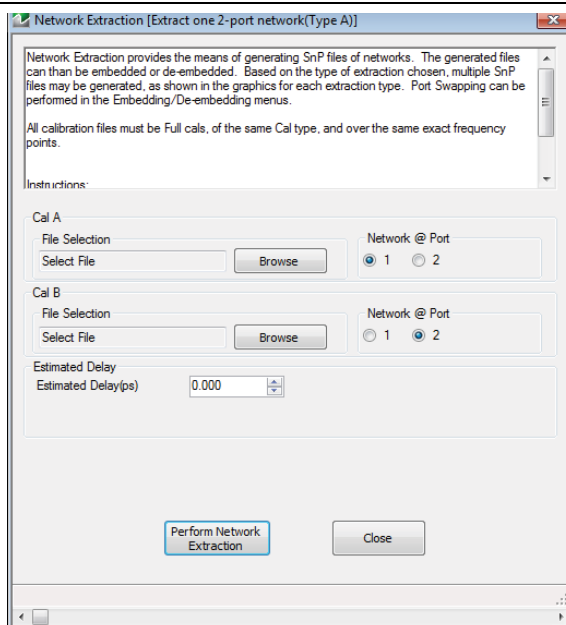 Network Extraction [Extract one 2-port network(Type A)]
Network Extraction provides the means of generating SnP files of networks. The generated files
can than be embedded or de-embedded. Based on the type of extraction chosen, multiple SnP
files may be generated, as shown in the graphics for each extraction type. Port Swapping can be
performed in the Embedding/De-embedding menus.
All calibration files must be Full cals, of the same Cal type, and over the same exact frequency
points.
Instructions:
Cal A
File Selection
Network @ Port
Select File
Browse
1
2
Cal B
File Selection
Network @ Port
Select File
Browse
1
2
Estimated Delay
Estimated Delay(ps)
0.000
Perform Network
Extraction
Close